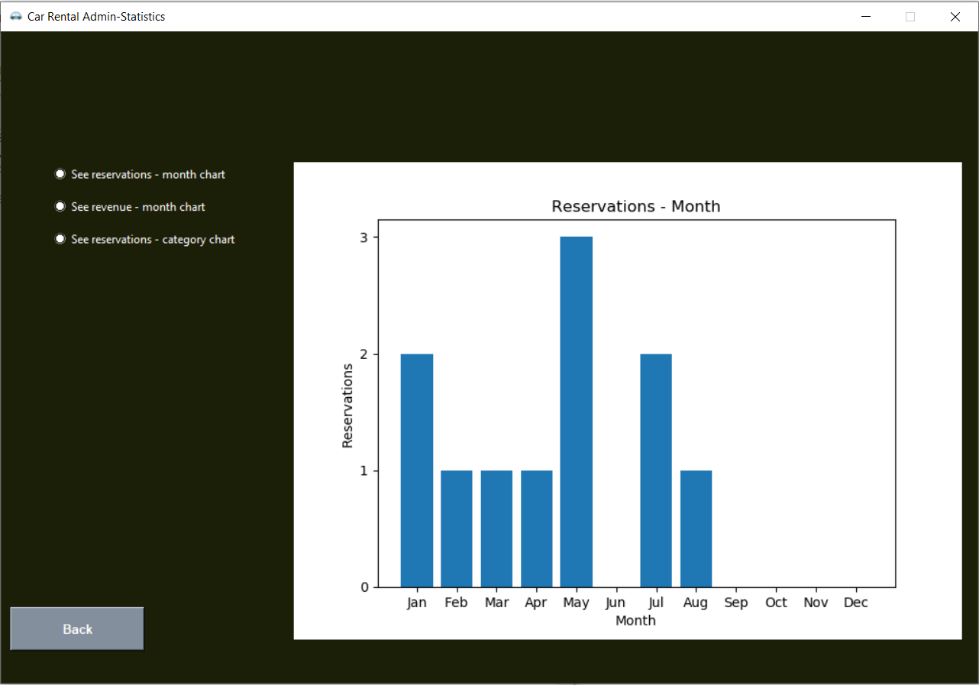 Car Rental Admin-Statistics
See reservations - month chart
See revenue - month chart
See reservations - category chart
Reservations - Month
3
2
1
0
Reservations
Jan Feb Mar Apr May Jun Jul Aug Sep Oct Nov Dec
Month
Back